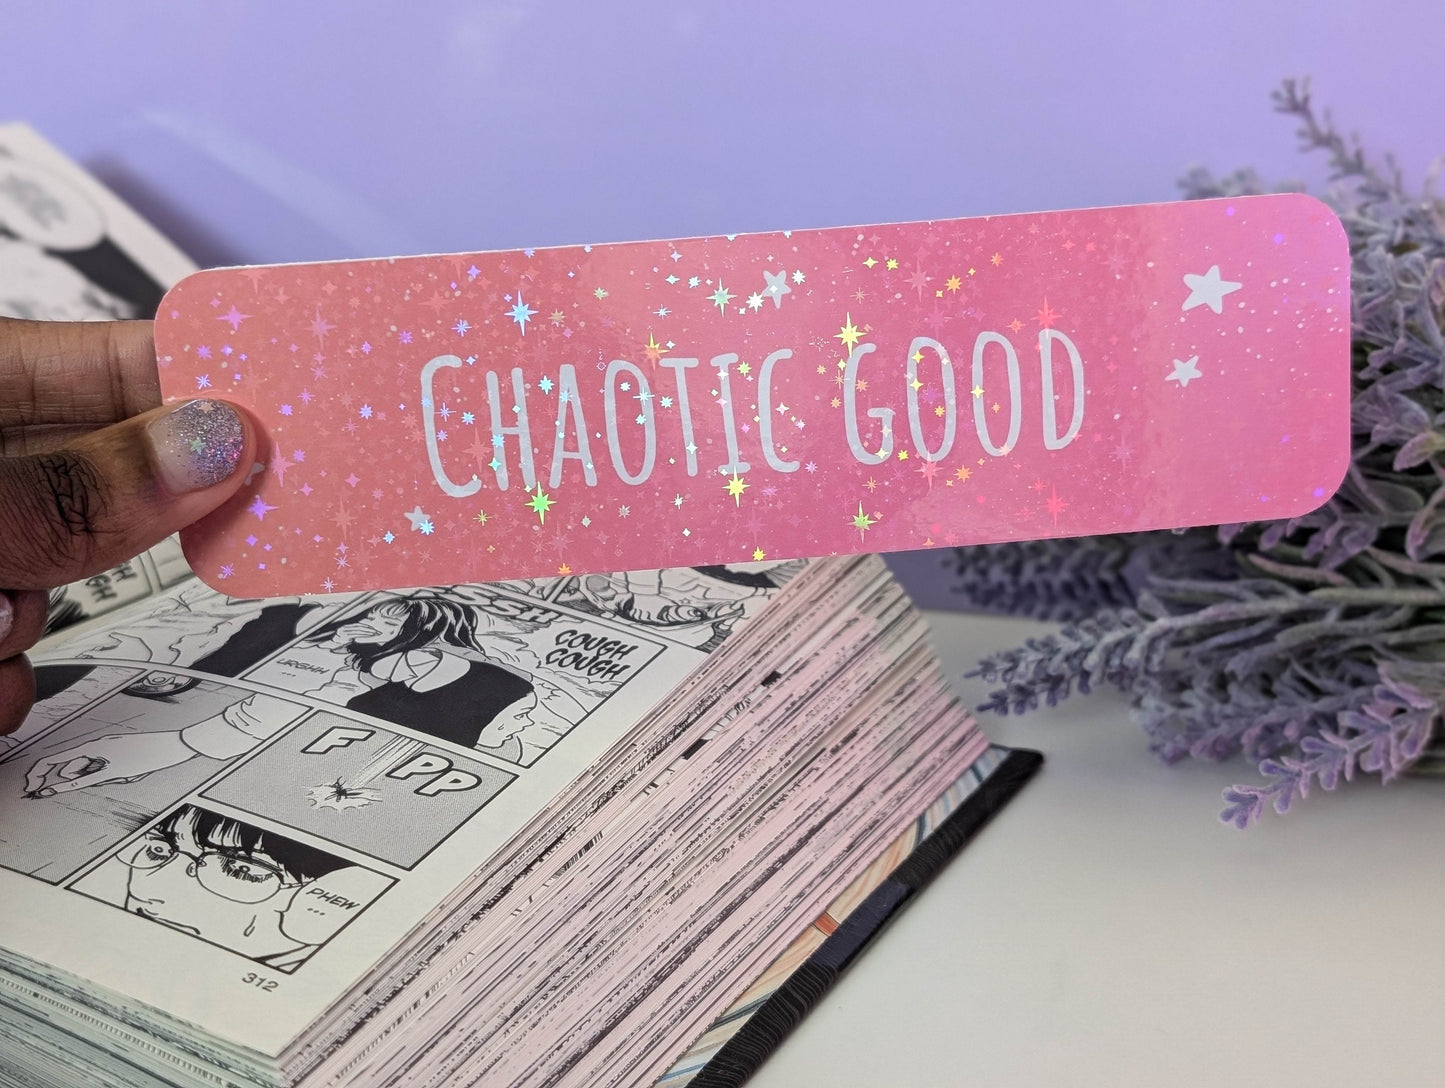 CHAOTIC GOOD
COUGH
COUGH
URGHH
...
F
PP
PHEW
...
312